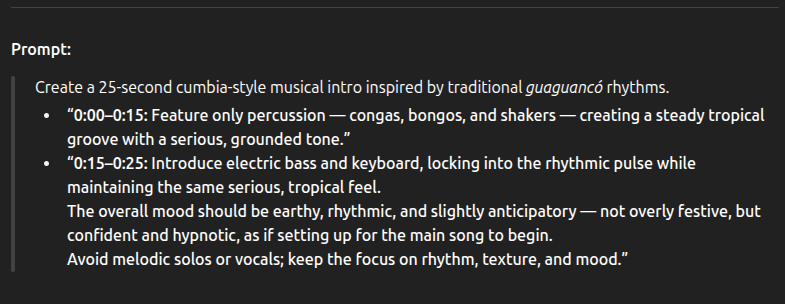 Prompt:
Create a 25-second cumbia-style musical intro inspired by traditional guaguancó rhythms.
• “0:00–0:15: Feature only percussion — congas, bongos, and shakers — creating a steady tropical
groove with a serious, grounded tone.”
• “0:15–0:25: Introduce electric bass and keyboard, locking into the rhythmic pulse while
maintaining the same serious, tropical feel.
The overall mood should be earthy, rhythmic, and slightly anticipatory — not overly festive, but
confident and hypnotic, as if setting up for the main song to begin.
Avoid melodic solos or vocals; keep the focus on rhythm, texture, and mood.”